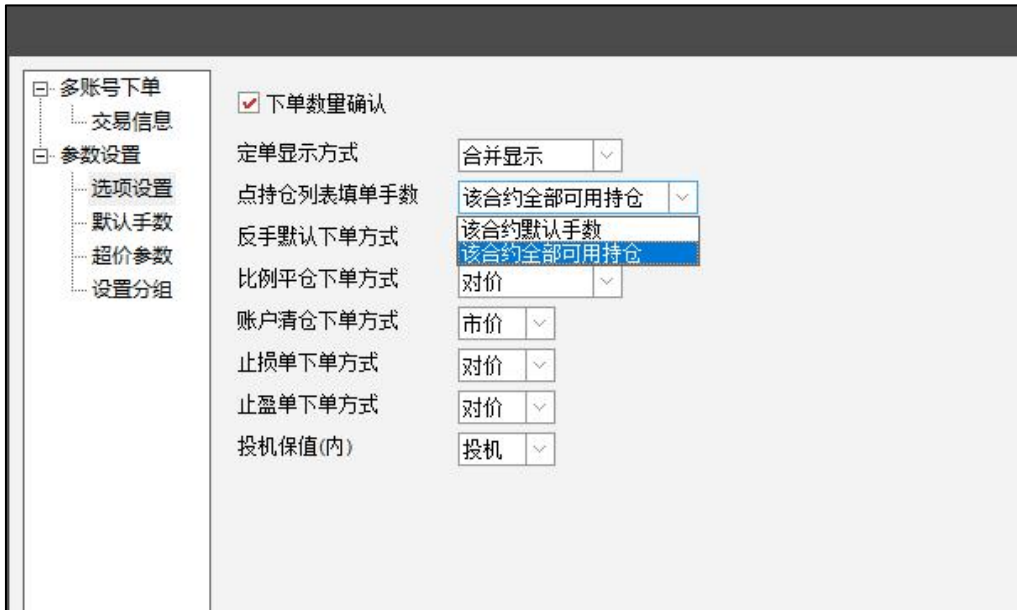 多账号下单
交易信息
参数设置
选项设置
默认手数
超价参数
设置分组
下单数量确认
定单显示方式 合并显示
点持仓列表填单手数 该合约全部可用持仓
该合约默认手数
该合约全部可用持仓
反手默认下单方式
比例平仓下单方式 对价
账户清仓下单方式 市价
止损单下单方式 对价
止盈单下单方式 对价
投机保值(内) 投机